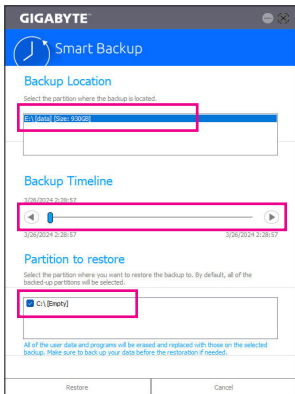 GIGABYTE™
Smart Backup
Backup Location
Select the partition where the backup is located.
E:\ [data] [Size: 930GB]
Backup Timeline
3/26/2024 2:28:57
3/26/2024 2:28:57 3/26/2024 2:28:57
Partition to restore
Select the partition where you want to restore the backup to. By default, all of the
backed-up partitions will be selected.
C:\ [Empty]
All of the user data and programs will be erased and replaced with those on the selected
backup. Make sure to back up your data before the restoration if needed.
Restore Cancel